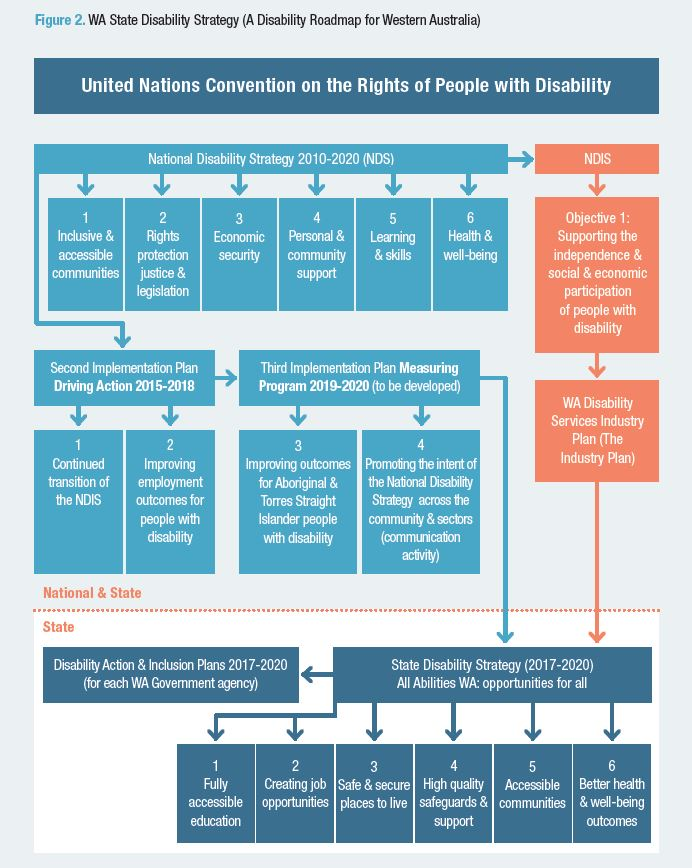 Figure 2. WA State Disability Strategy (A Disability Roadmap for Western Australia)
United Nations Convention on the Rights of People with Disability
National Disability Strategy 2010-2020 (NDS)
NDIS
1
Inclusive &
accessible
communities
2
Rights
protection
justice &
legislation
3
Economic
security
4
Personal &
community
support
5
Learning
& skills
6
Health &
well-being
Objective 1:
Supporting the
independence &
social & economic
participation
of people with
disability
Second Implementation Plan
Driving Action 2015-2018
Third Implementation Plan Measuring
Program 2019-2020 (to be developed)
WA Disability
Services Industry
Plan (The
Industry Plan)
1
Continued
transition of
the NDIS
2
Improving
employment
outcomes for
people with
disability
3
Improving outcomes
for Aboriginal &
Torres Straight
Islander people
with disability
4
Promoting the intent of
the National Disability
Strategy across the
community & sectors
(communication
activity)
National & State
State
Disability Action & Inclusion Plans 2017-2020
(for each WA Government agency)
State Disability Strategy (2017-2020)
All Abilities WA: opportunities for all
1
Fully
accessible
education
2
Creating job
opportunities
3
Safe & secure
places to live
4
High quality
safeguards &
support
5
Accessible
communities
6
Better health
& well-being
outcomes